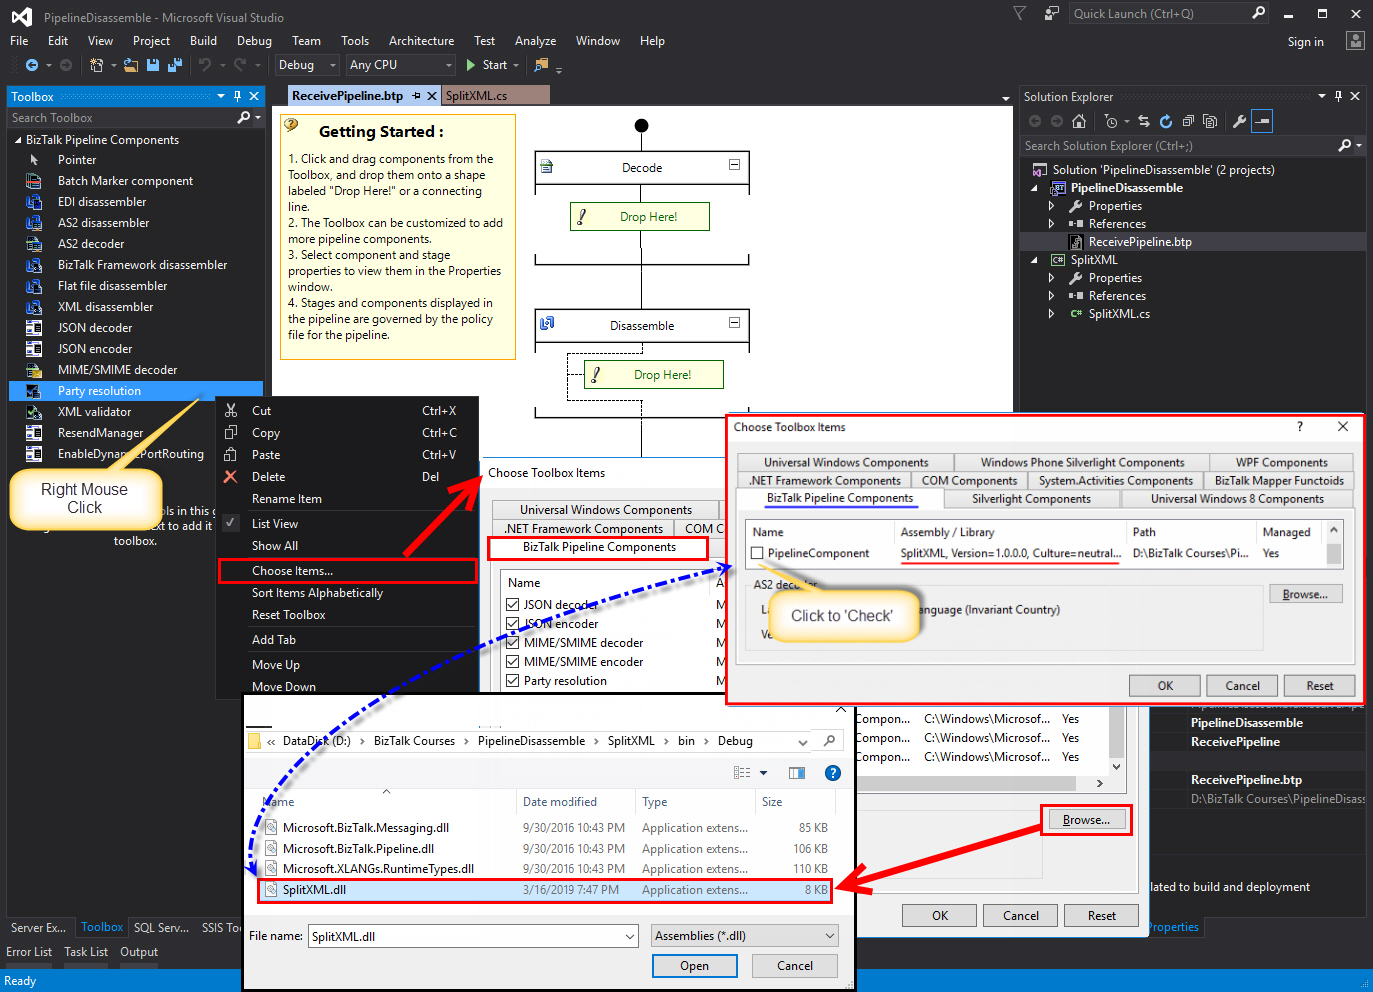 PipelineDisassemble - Microsoft Visual Studio
Quick Launch (Ctrl+Q)
File Edit View Project Build Debug Team Tools Architecture Test Analyze Window Help
Sign in
Debug Any CPU Start
Toolbox
Search Toolbox
BizTalk Pipeline Components
Pointer
Batch Marker component
EDI disassembler
AS2 disassembler
AS2 decoder
BizTalk Framework disassembler
Flat file disassembler
XML disassembler
JSON decoder
JSON encoder
MIME/SMIME decoder
Party resolution
XML validator
ResendManager
EnableDynamicPortRouting
Right Mouse
Click
ols in this g
ext to add it
toolbox.
Server Ex... Toolbox SQL Serv... SSIS Too
Error List Task List Output
Ready
ReceivePipeline.btp
SplitXML.cs
Getting Started :
1. Click and drag components from the
Toolbox, and drop them onto a shape
labeled "Drop Here!" or a connecting
line.
2. The Toolbox can be customized to add
more pipeline components.
3. Select component and stage
properties to view them in the Properties
window.
4. Stages and components displayed in
the pipeline are governed by the policy
file for the pipeline.
Decode
Drop Here!
Disassemble
Drop Here!
Solution Explorer
Search Solution Explorer (Ctrl+;)
Solution 'PipelineDisassemble' (2 projects)
PipelineDisassemble
Properties
References
ReceivePipeline.btp
SplitXML
Properties
References
SplitXML.cs
Cut Ctrl+X
Copy Ctrl+C
Paste Ctrl+V
Delete Del
Rename Item
List View
Show All
Choose Items...
Sort Items Alphabetically
Reset Toolbox
Add Tab
Move Up
Move Down
Choose Toolbox Items
Universal Windows Components
.NET Framework Components COM C
BizTalk Pipeline Components
Name A
JSON decoder M
JSON encoder M
MIME/SMIME decoder M
MIME/SMIME encoder M
Party resolution M
Choose Toolbox Items
Universal Windows Components Windows Phone Silverlight Components WPF Components
.NET Framework Components COM Components System.Activities Components BizTalk Mapper Functoids
BizTalk Pipeline Components Silverlight Components Universal Windows 8 Components
Name Assembly / Library Path Managed
PipelineComponent SplitXML, Version=1.0.0.0, Culture=neutral... D:\BizTalk Courses\Pi... Yes
AS2 decoder
Browse...
La anguage (Invariant Country)
Ve
Click to 'Check'
OK Cancel Reset
Compon... C:\Windows\Microsof... Yes
Compon... C:\Windows\Microsof... Yes
Compon... C:\Windows\Microsof... Yes
Browse...
OK Cancel Reset
PipelineDisassemble
ReceivePipeline
ReceivePipeline.btp
D:\BizTalk Courses\PipelineDisass
lated to build and deployment
Properties
« DataDisk (D:) › BizTalk Courses › PipelineDisassemble › SplitXML › bin › Debug
Name Date modified Type Size
Microsoft.BizTalk.Messaging.dll 9/30/2016 10:43 PM Application extens... 85 KB
Microsoft.BizTalk.Pipeline.dll 9/30/2016 10:43 PM Application extens... 106 KB
Microsoft.XLANGs.RuntimeTypes.dll 9/30/2016 10:43 PM Application extens... 110 KB
SplitXML.dll 3/16/2019 7:47 PM Application extens... 8 KB
File name: SplitXML.dll Assemblies (*.dll)
Open Cancel